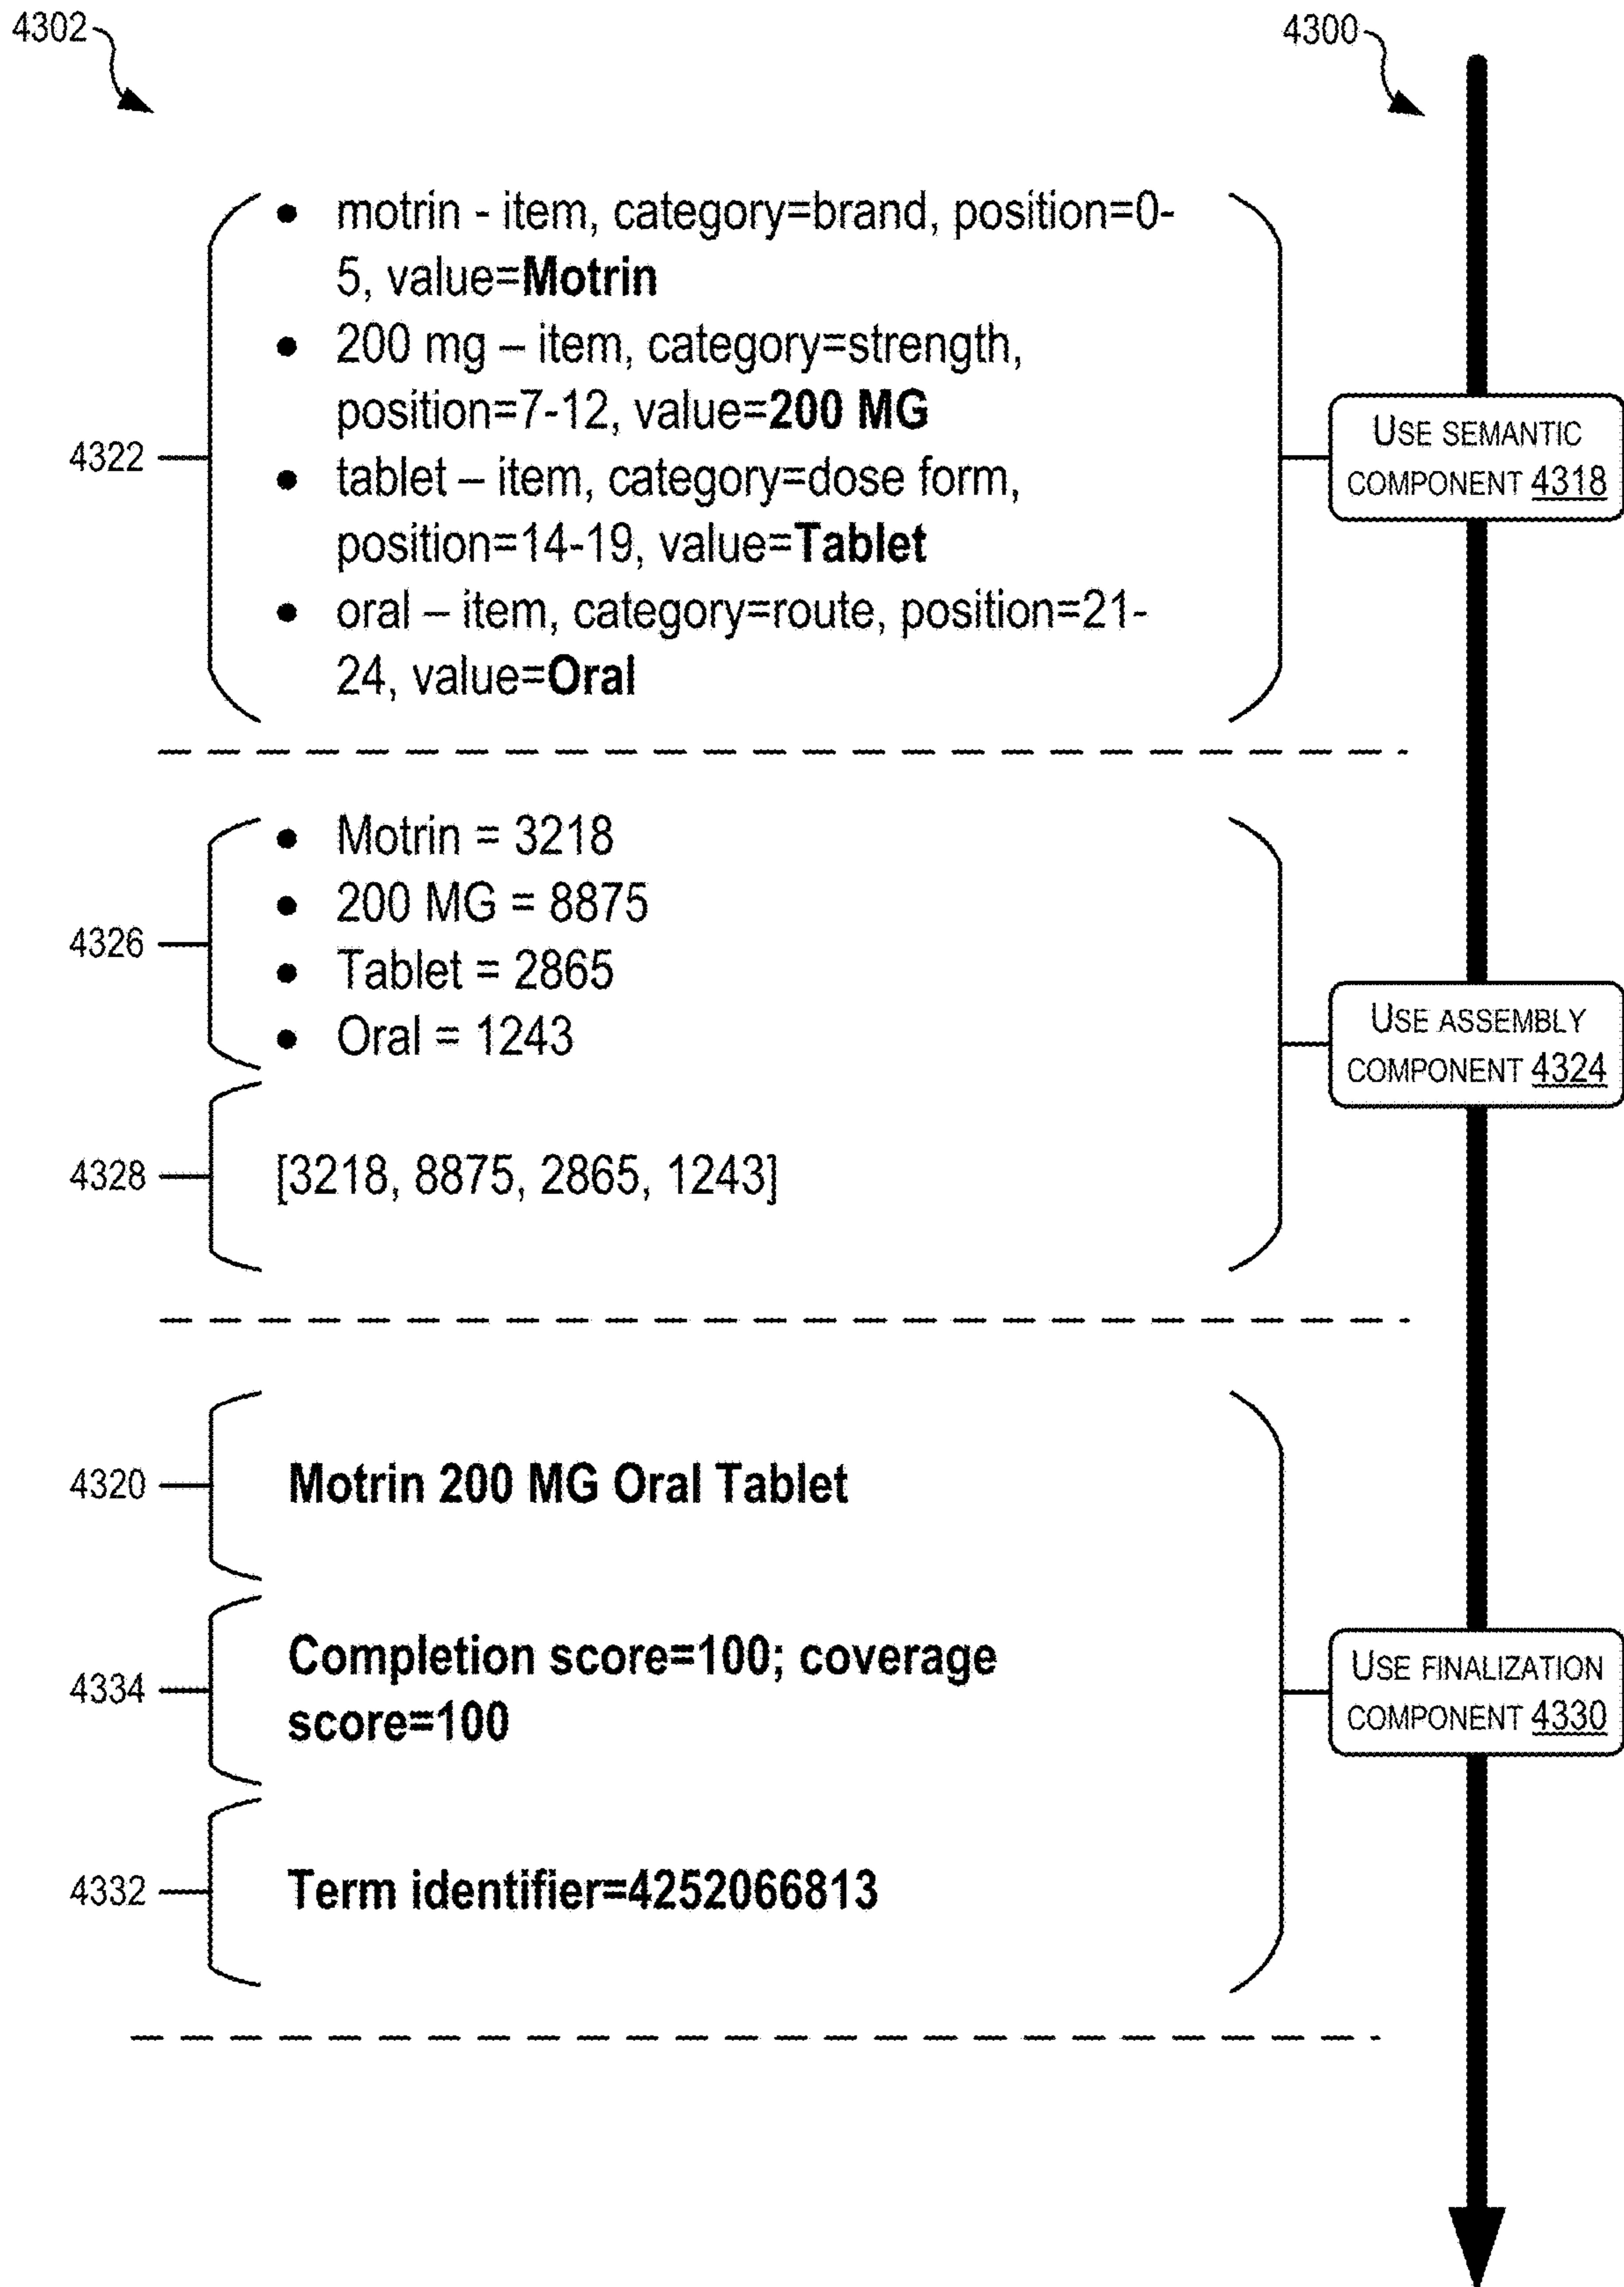 4302
4300
• motrin - item, category=brand, position=0-
5, value=Motrin
• 200 mg – item, category=strength,
position=7-12, value=200 MG
• tablet – item, category=dose form,
position=14-19, value=Tablet
• oral – item, category=route, position=21-
24, value=Oral
4322
USE SEMANTIC
COMPONENT 4318
• Motrin = 3218
• 200 MG = 8875
• Tablet = 2865
• Oral = 1243
4326
USE ASSEMBLY
COMPONENT 4324
4328
[3218, 8875, 2865, 1243]
4320
Motrin 200 MG Oral Tablet
4334
Completion score=100; coverage
score=100
USE FINALIZATION
COMPONENT 4330
4332
Term identifier=4252066813